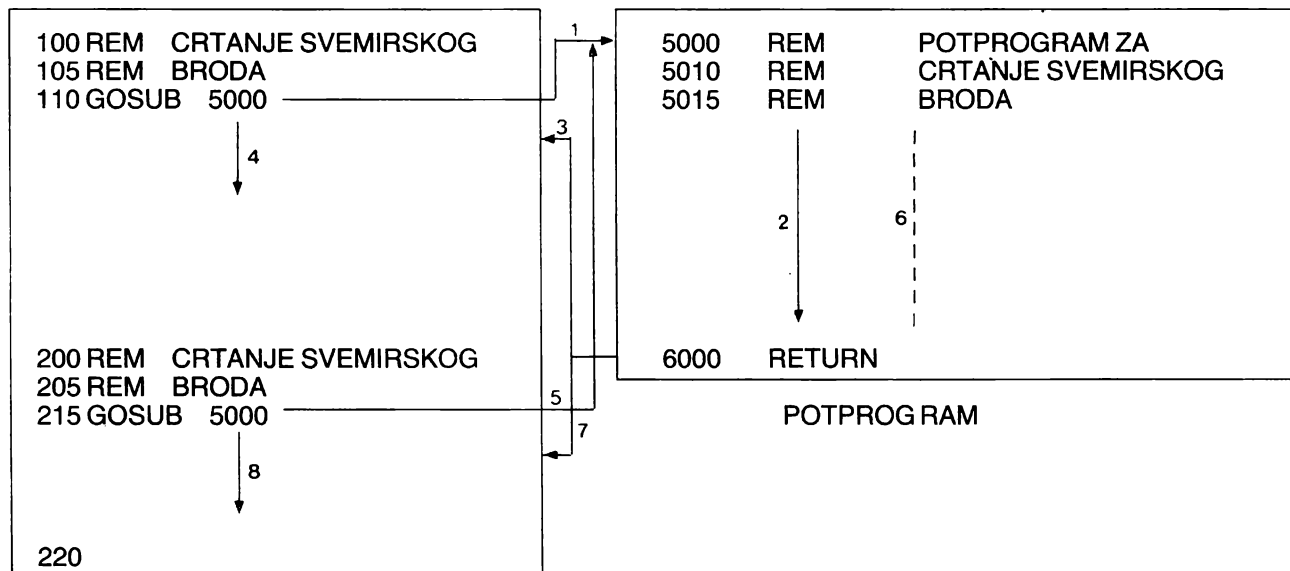 100 REM CRTANJE SVEMIRSKOG
105 REM BRODA
110 GOSUB 5000
4
200 REM CRTANJE SVEMIRSKOG
205 REM BRODA
215 GOSUB 5000
8
220
1
3
5
7
5000 REM POTPROGRAM ZA
5010 REM CRTANJE SVEMIRSKOG
5015 REM BRODA
2 6
6000 RETURN
POTPROGRAM